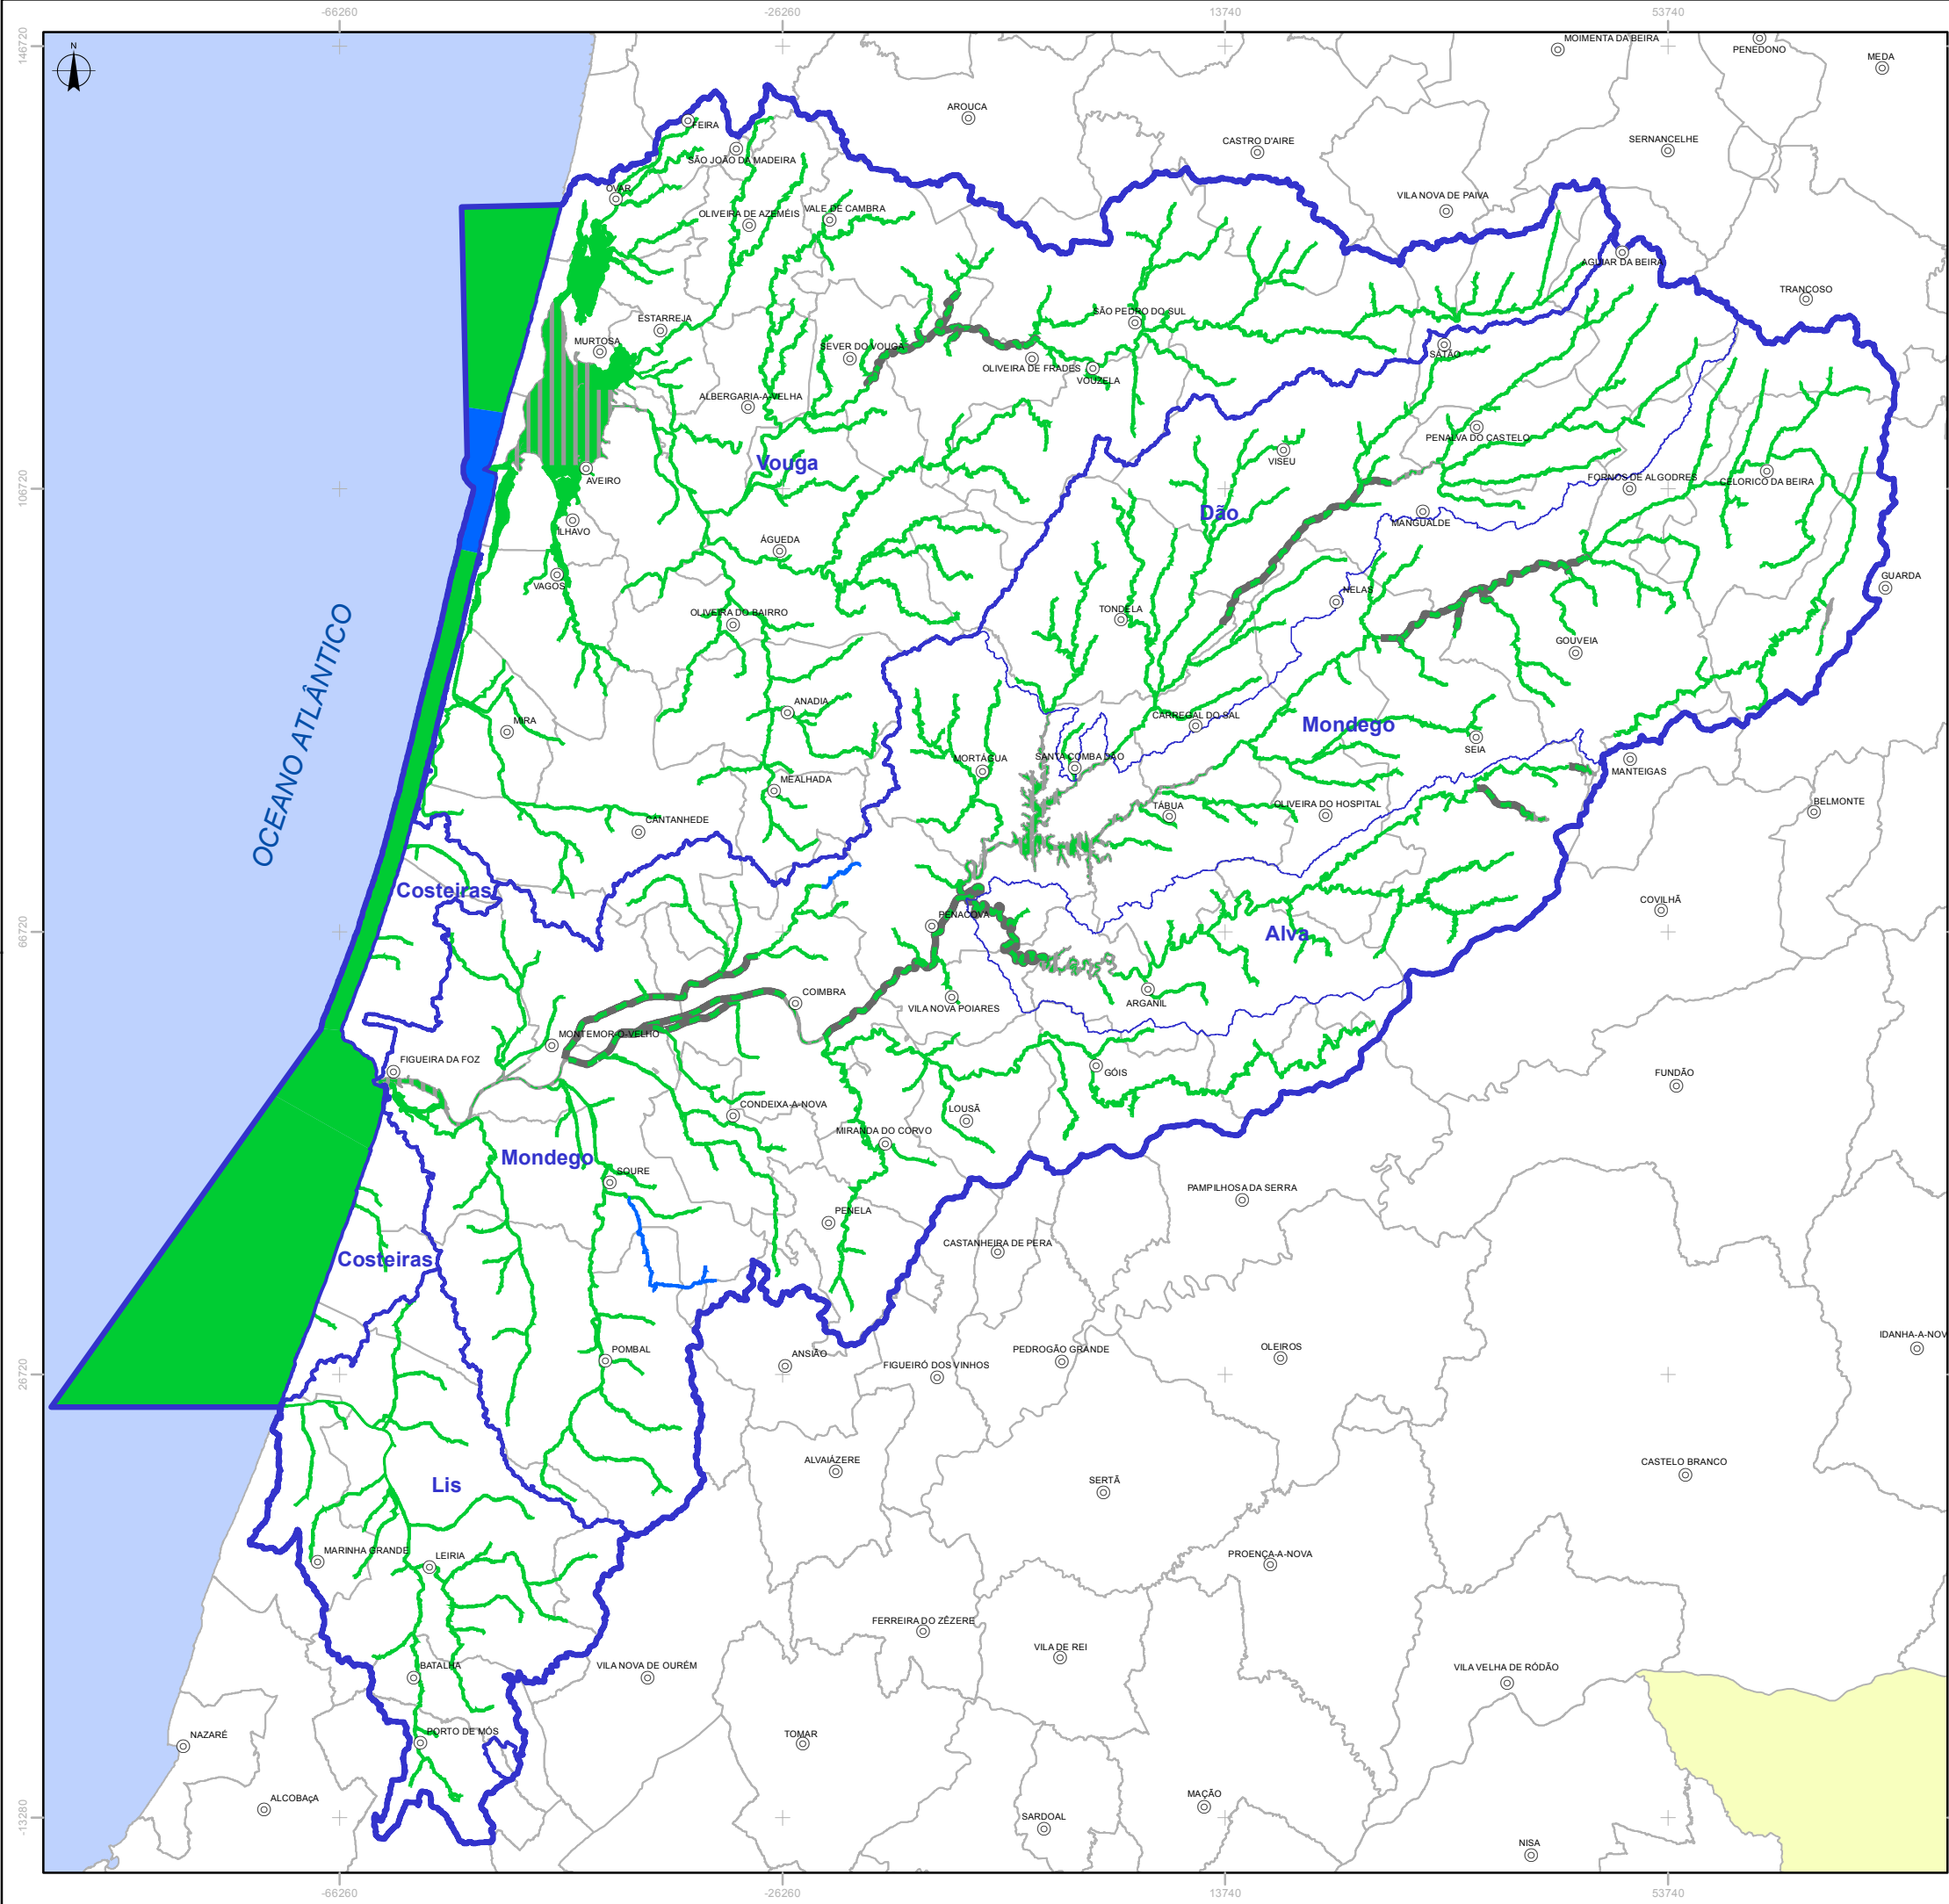 -66260
-26260
13740
53740
146720
106720
66720
26720
-13280
N
MOIMENTA DA BEIRA
PENEDONO
MEDA
AROUCA
FEIRA
CASTRO D'AIRE
SERNANCELHE
SÃO JOÃO DA MADEIRA
OVAR
VILA NOVA DE PAIVA
OLIVEIRA DE AZEMÉIS
VALE DE CAMBRA
AGUIAR DA BEIRA
TRANCOSO
ESTARREJA
SÃO PEDRO DO SUL
MURTOSA
SEVER DO VOUGA
OLIVEIRA DE FRADES
VOUZELA
SATÃO
ALBERGARIA-A-VELHA
PENALVA DO CASTELO
Vouga
VISEU
AVEIRO
FORNOS DE ALGODRES
CELORICO DA BEIRA
Dão
MANGUALDE
ILHAVO
ÁGUEDA
VAGOS
GUARDA
NELAS
OLIVEIRA DO BAIRRO
TONDELA
GOUVEIA
OCEANO ATLÂNTICO
ANADIA
MIRA
CARREGAL DO SAL
Mondego
SEIA
MORTÁGUA
SANTA COMBA DÃO
MANTEIGAS
MEALHADA
TÁBUA
OLIVEIRA DO HOSPITAL
BELMONTE
CANTANHEDE
Costeiras
PENACOVA
COVILHÃ
Alva
COIMBRA
VILA NOVA POIARES
ARGANIL
MONTEMOR-O-VELHO
FIGUEIRA DA FOZ
GÓIS
FUNDÃO
CONDEIXA-A-NOVA
LOUSÃ
MIRANDA DO CORVO
Mondego
SOURE
PAMPILHOSA DA SERRA
PENELA
CASTANHEIRA DE PERA
Costeiras
IDANHA-A-NOV
POMBAL
ANSIÃO
FIGUEIRÓ DOS VINHOS
PEDROGÃO GRANDE
OLEIROS
ALVAIÁZERE
CASTELO BRANCO
Lis
SERTÃ
MARINHA GRANDE
LEIRIA
PROENÇA-A-NOVA
FERREIRA DO ZÊZERE
VILA DE REI
BATALHA
VILA NOVA DE OURÉM
VILA VELHA DE RÓDÃO
NAZARÉ
PORTO DE MÓS
TOMAR
ALCOBAçA
MAÇÃO
SARDOAL
NISA
-66260
-26260
13740
53740